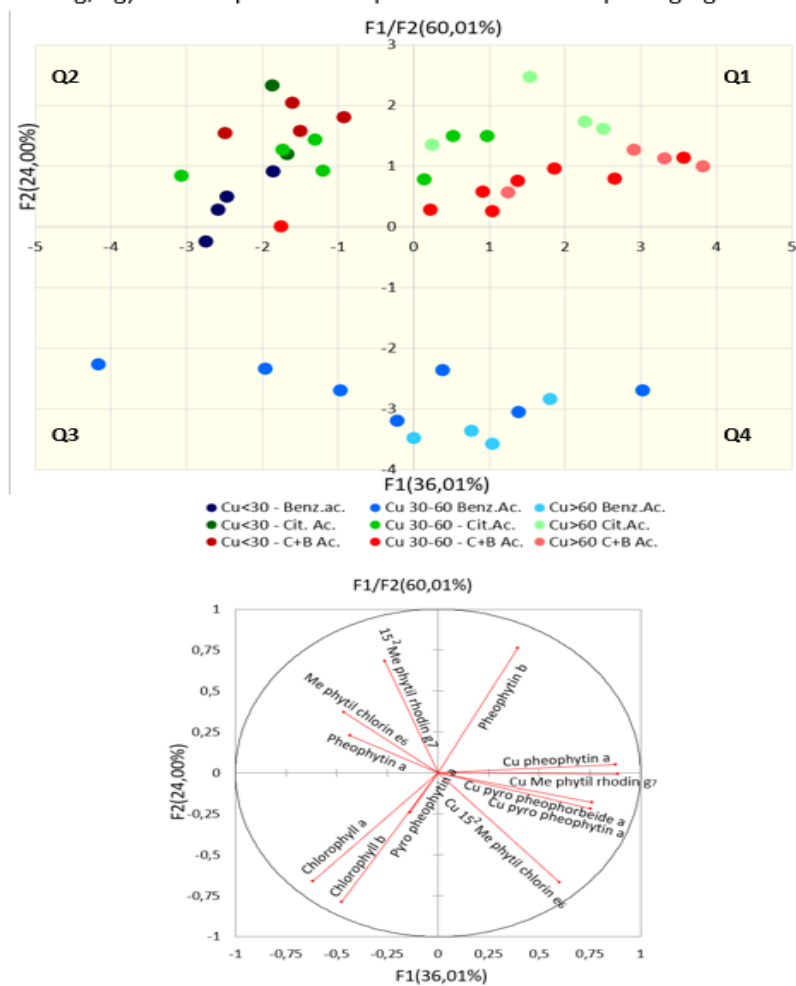 F1/F2(60,01%)
3
Q2
Q1
2
1
F2(24,00%)
0
-5
-4
-3
-2
-1
0
1
2
3
4
5
-1
-2
-3
Q3
Q4
-4
F1(36,01%)
Cu<30 - Benz.ac.
Cu 30-60 Benz.Ac.
Cu>60 Benz.Ac.
Cu<30 - Cit. Ac.
Cu 30-60 - Cit.Ac.
Cu>60 Cit.Ac.
Cu<30 - C+B Ac.
Cu 30-60 - C+B Ac.
Cu>60 C+B Ac.
F1/F2(60,01%)
1
0,75
0,5
0,25
0
-0,25
-0,5
-0,75
-1
F2(24,00%)
15² Me phytil rhodin g₇
Pheophytin b
Me phytil chlorin e₆
Pheophytin a
Cu pheophytin a
Cu Me phytil rhodin g₇
Cu pyro pheophorbeide a
Cu pyro pheophytin a
Cu 15² Me phytil chlorin e₆
Pyro pheophytin a
Chlorophyll a
Chlorophyll b
-1
-0,75
-0,5
-0,25
0
0,25
0,5
0,75
1
F1(36,01%)